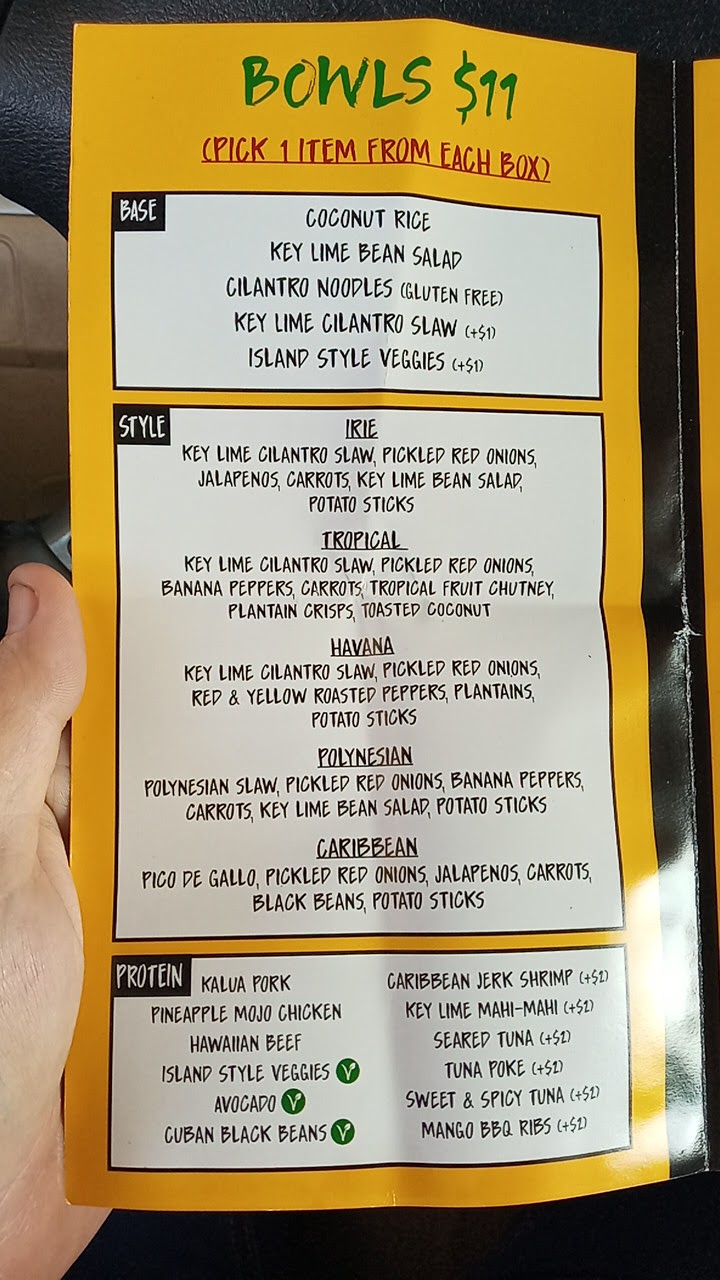 BOWLS $11
(PICK 1 ITEM FROM EACH BOX)
BASE
COCONUT RICE
KEY LIME BEAN SALAD
CILANTRO NOODLES (GLUTEN FREE)
KEY LIME CILANTRO SLAW (+$1)
ISLAND STYLE VEGGIES (+$1)
STYLE
IRIE
KEY LIME CILANTRO SLAW, PICKLED RED ONIONS,
JALAPENOS, CARROTS, KEY LIME BEAN SALAD,
POTATO STICKS
TROPICAL
KEY LIME CILANTRO SLAW, PICKLED RED ONIONS,
BANANA PEPPERS, CARROTS, TROPICAL FRUIT CHUTNEY,
PLANTAIN CRISPS, TOASTED COCONUT
HAVANA
KEY LIME CILANTRO SLAW, PICKLED RED ONIONS,
RED & YELLOW ROASTED PEPPERS, PLANTAINS,
POTATO STICKS
POLYNESIAN
POLYNESIAN SLAW, PICKLED RED ONIONS, BANANA PEPPERS,
CARROTS, KEY LIME BEAN SALAD, POTATO STICKS
CARIBBEAN
PICO DE GALLO, PICKLED RED ONIONS, JALAPENOS, CARROTS,
BLACK BEANS, POTATO STICKS
PROTEIN
KALUA PORK
PINEAPPLE MOJO CHICKEN
HAWAIIAN BEEF
ISLAND STYLE VEGGIES V
AVOCADO V
CUBAN BLACK BEANS V
CARIBBEAN JERK SHRIMP (+$2)
KEY LIME MAHI-MAHI (+$2)
SEARED TUNA (+$2)
TUNA POKE (+$2)
SWEET & SPICY TUNA (+$2)
MANGO BBQ RIBS (+$2)